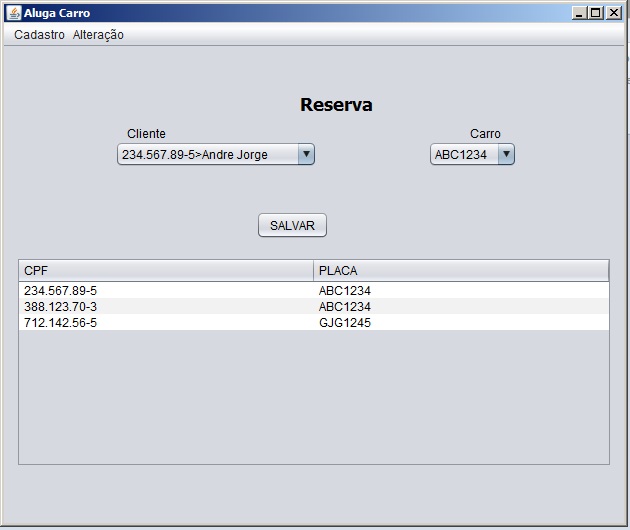 Aluga Carro
Cadastro Alteração
Reserva
Cliente Carro
234.567.89-5>Andre Jorge ABC1234
SALVAR
CPF PLACA
234.567.89-5 ABC1234
388.123.70-3 ABC1234
712.142.56-5 GJG1245